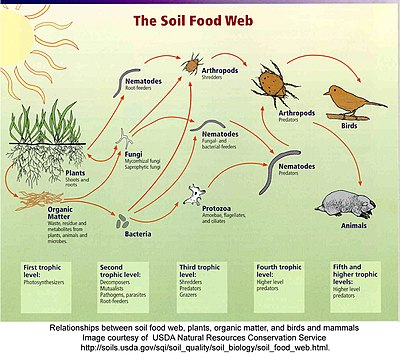 The Soil Food Web
Nematodes
Root-feeders
Arthropods
Shredders
Arthropods
Predators
Birds
Plants
Shoots and
roots
Fungi
Mycorrhizal fungi
Saprophytic fungi
Nematodes
Fungal- and
bacterial-feeders
Nematodes
Predators
Organic
Matter
Waste, residue and
metabolites from
plants, animals and
microbes.
Bacteria
Protozoa
Amoebae, flagellates,
and ciliates
Animals
First trophic
level:
Photosynthesizers
Second
trophic level:
Decomposers
Mutualists
Pathogens, parasites
Root-feeders
Third trophic
level:
Shredders
Predators
Grazers
Fourth trophic
level:
Higher level
predators
Fifth and
higher trophic
levels:
Higher level
predators
Relationships between soil food web, plants, organic matter, and birds and mammals
Image courtesy of USDA Natural Resources Conservation Service
http://soils.usda.gov/sqi/soil_quality/soil_biology/soil_food_web.html.